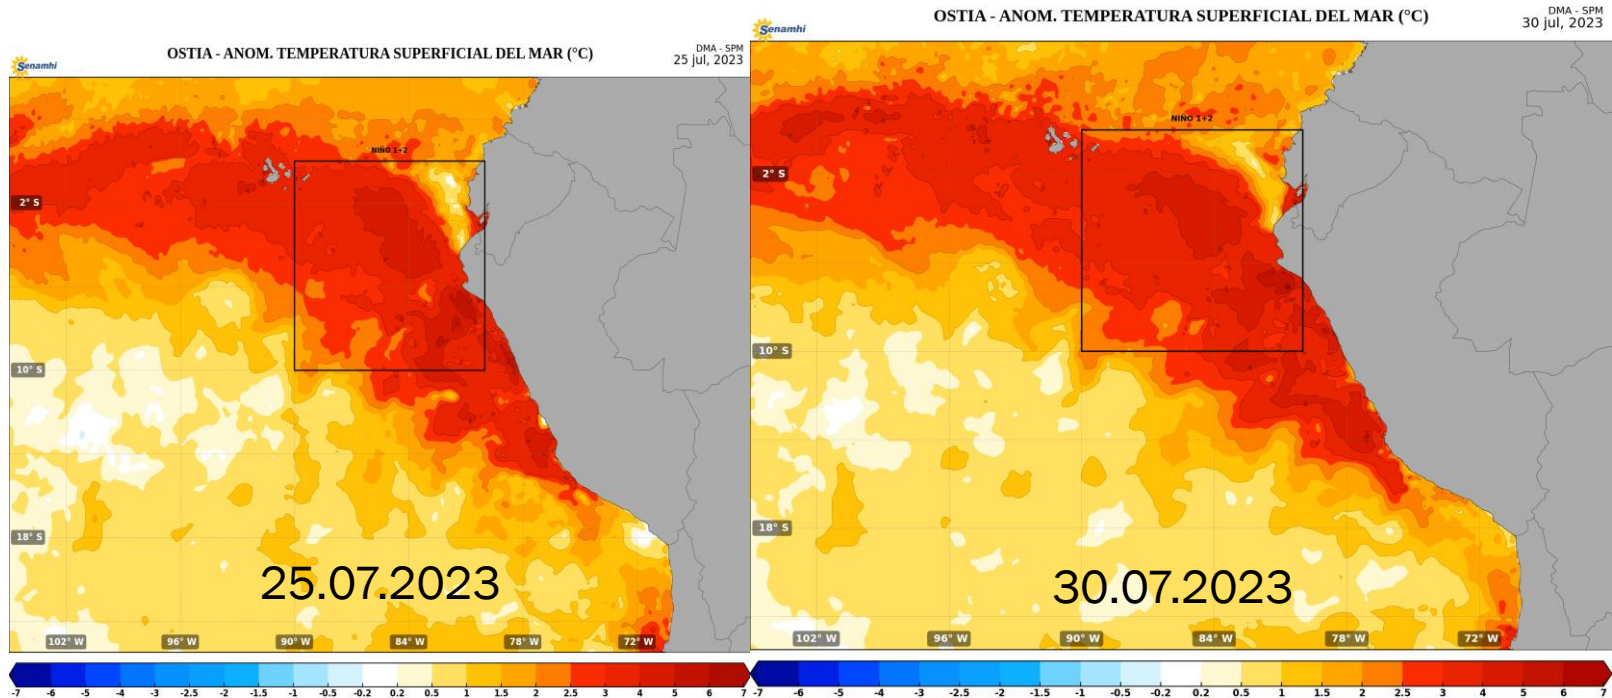 OSTIA - ANOM. TEMPERATURA SUPERFICIAL DEL MAR (°C)
Senamhi
DMA - SPM
25 jul, 2023
NIÑO 1+2
2° S
10° S
18° S
25.07.2023
102° W 96° W 90° W 84° W 78° W 72° W
-7 -6 -5 -4 -3 -2.5 -2 -1.5 -1 -0.5 -0.2 0.2 0.5 1 1.5 2 2.5 3 4 5 6 7
OSTIA - ANOM. TEMPERATURA SUPERFICIAL DEL MAR (°C)
Senamhi
DMA - SPM
30 jul, 2023
NIÑO 1+2
2° S
10° S
18° S
30.07.2023
102° W 96° W 90° W 84° W 78° W 72° W
-7 -6 -5 -4 -3 -2.5 -2 -1.5 -1 -0.5 -0.2 0.2 0.5 1 1.5 2 2.5 3 4 5 6 7